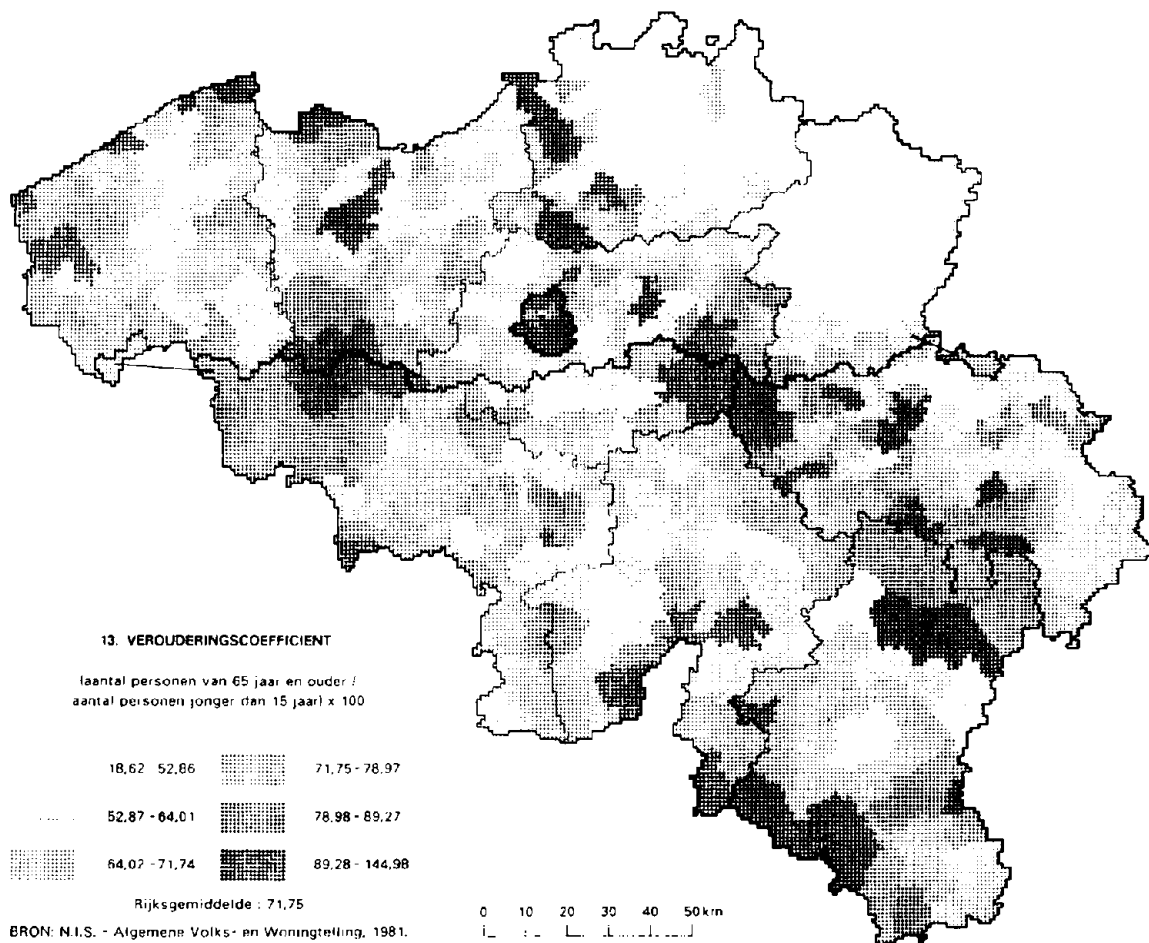 13. VEROUDERINGSCOEFFICIENT
(aantal personen van 65 jaar en ouder /
aantal personen jonger dan 15 jaar) x 100
18,62 - 52,86
71,75 - 78,97
52,87 - 64,01
78,98 - 89,27
64,02 - 71,74
89,28 - 144,98
Rijksgemiddelde : 71,75
BRON: N.I.S. - Algemene Volks- en Woningtelling, 1981.
0 10 20 30 40 50 km